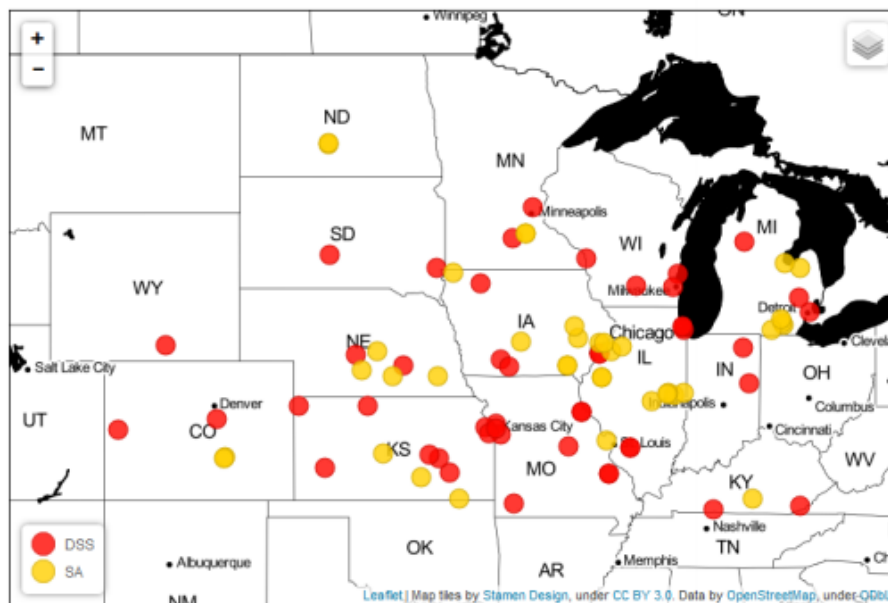 Winnipeg
ON
+
−
MT
ND
MN
Minneapolis
SD
WI
MI
WY
Milwaukee
Detroit
IA
Chicago
NE
Salt Lake City
IL
IN
OH
Clevela
Denver
Indianapolis
Columbus
UT
CO
Kansas City
KS
St Louis
Cincinnati
MO
WV
KY
Nashville
DSS
SA
OK
TN
Albuquerque
Memphis
Ch
AR
NM
Leaflet | Map tiles by Stamen Design, under CC BY 3.0. Data by OpenStreetMap, under ODbL